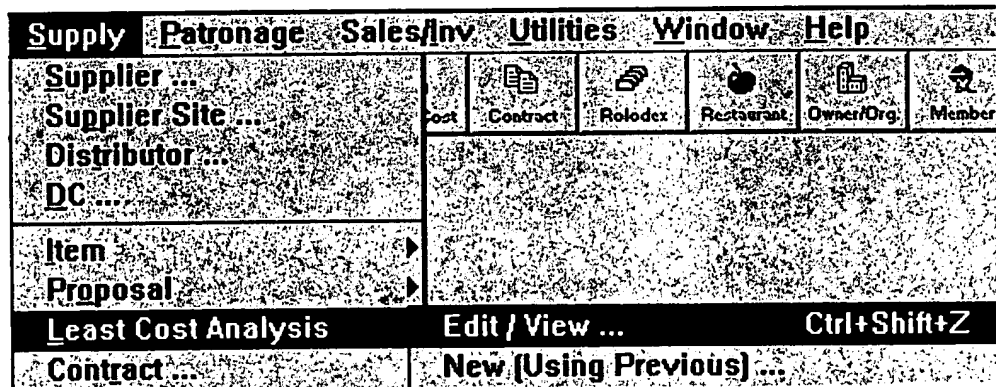 Supply Patronage Sales/Inv Utilities Window Help
Supplier ...
Supplier Site ...
Distributor ...
DC ...
Cost Contract Rolodex Restaurant Owner/Org Member
Item
Proposal
Least Cost Analysis Edit / View ... Ctrl+Shift+Z
Contract ... New (Using Previous) ...